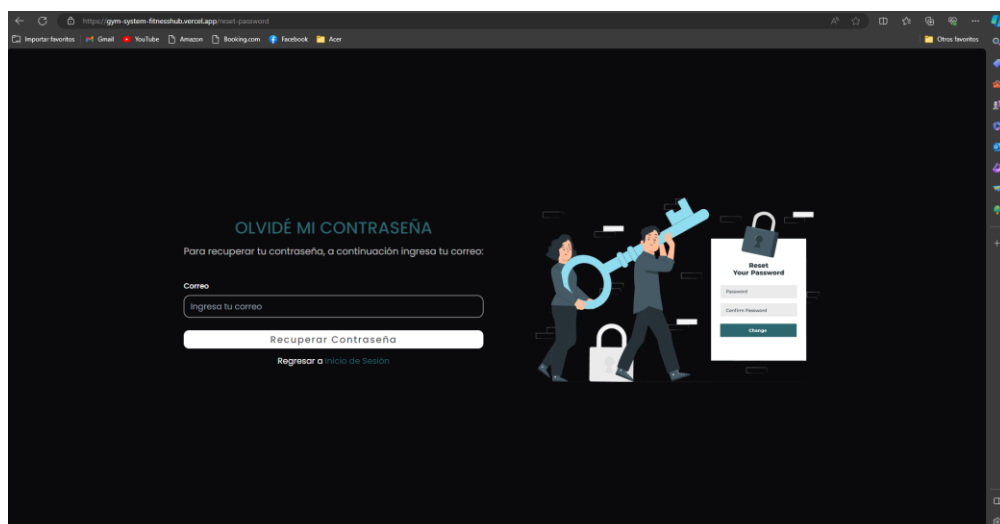 https://gym-system-fitnesshub.vercel.app/reset-password
Importar favoritos
Gmail
YouTube
Amazon
Booking.com
Facebook
Acer
Otros favoritos
OLVIDÉ MI CONTRASEÑA
Para recuperar tu contraseña, a continuación ingresa tu correo:
Correo
Ingresa tu correo
Recuperar Contraseña
Regresar a Inicio de Sesión
Reset
Your Password
Password
Confirm Password
Change